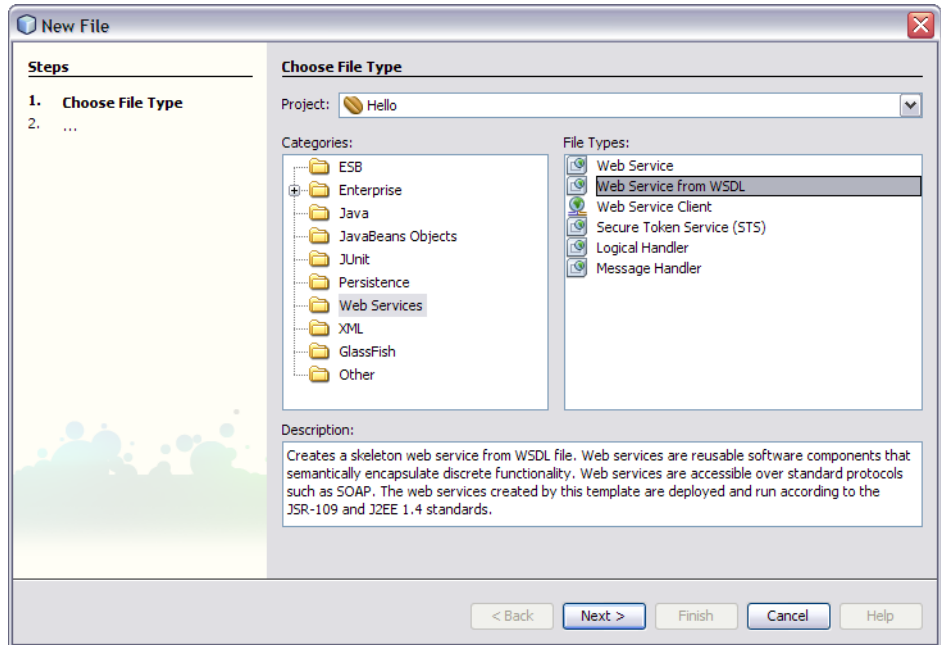 New File
Steps
1. Choose File Type
2. ...
Choose File Type
Project: Hello
Categories:
ESB
Enterprise
Java
JavaBeans Objects
JUnit
Persistence
Web Services
XML
GlassFish
Other
File Types:
Web Service
Web Service from WSDL
Web Service Client
Secure Token Service (STS)
Logical Handler
Message Handler
Description:
Creates a skeleton web service from WSDL file. Web services are reusable software components that
semantically encapsulate discrete functionality. Web services are accessible over standard protocols
such as SOAP. The web services created by this template are deployed and run according to the
JSR-109 and J2EE 1.4 standards.
< Back Next > Finish Cancel Help